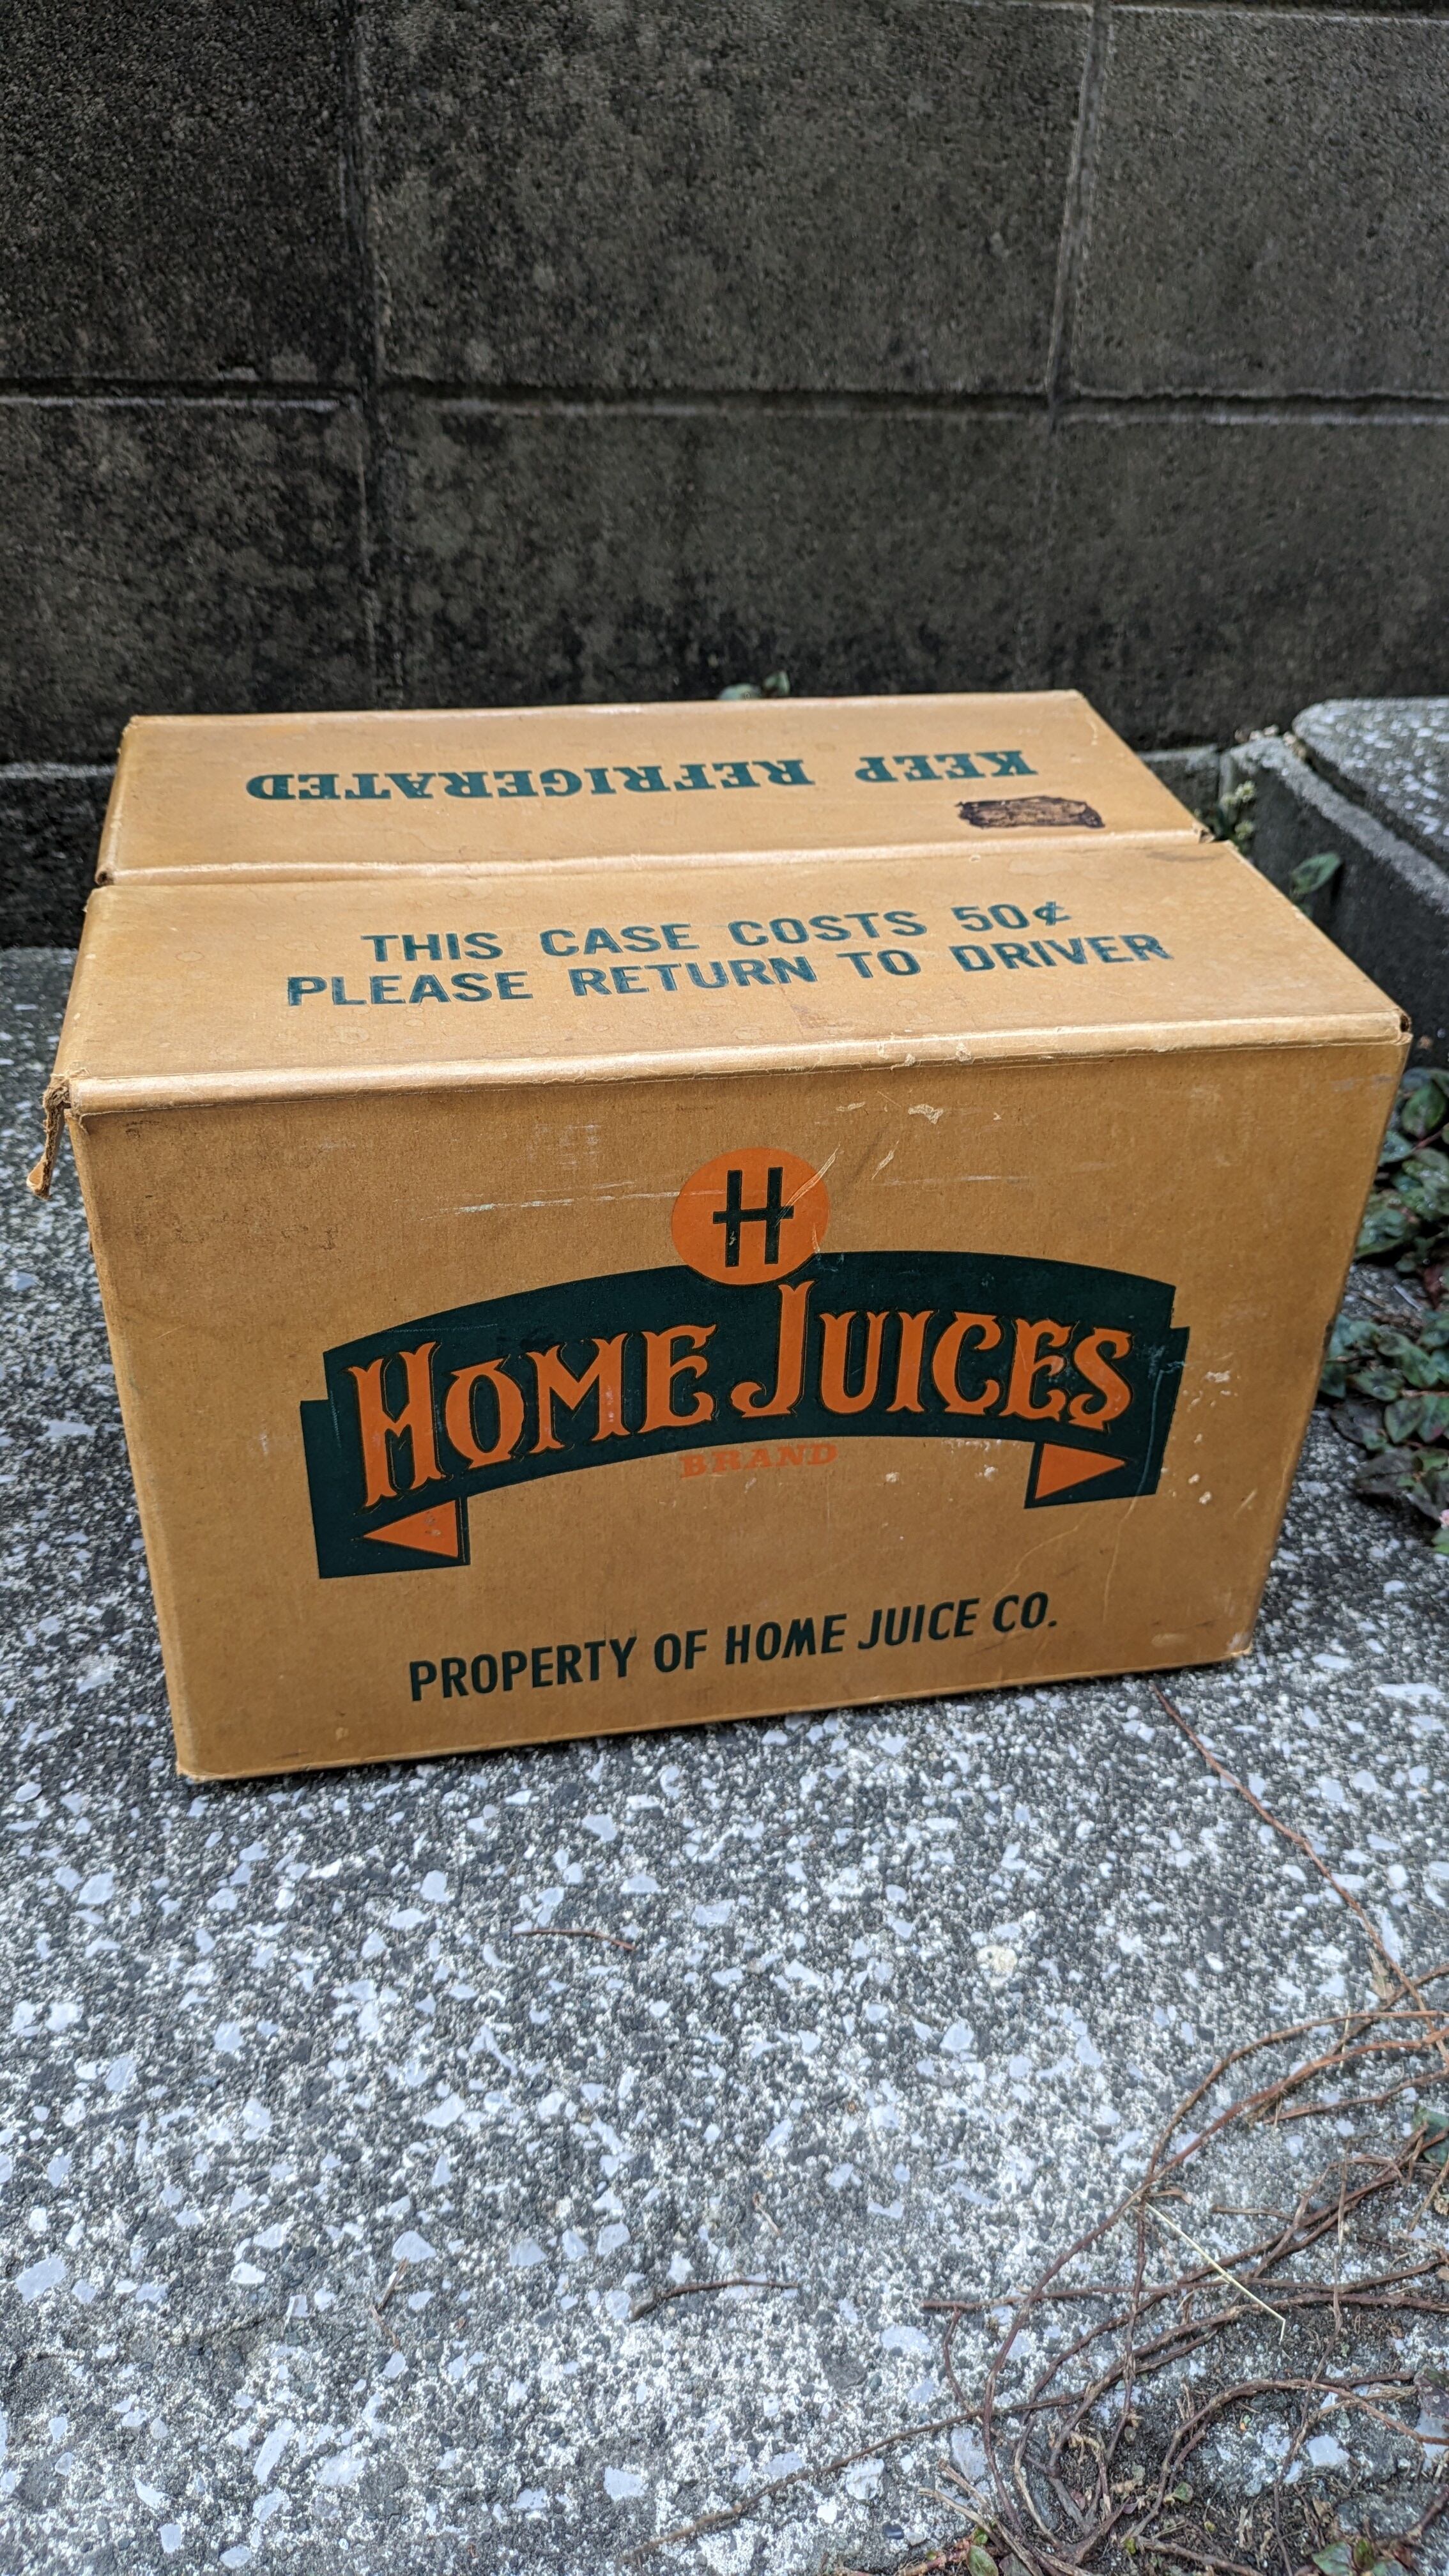 KEEP REFRIGERATED
THIS CASE COSTS 50¢
PLEASE RETURN TO DRIVER
H
HOME JUICES
BRAND
PROPERTY OF HOME JUICE CO.